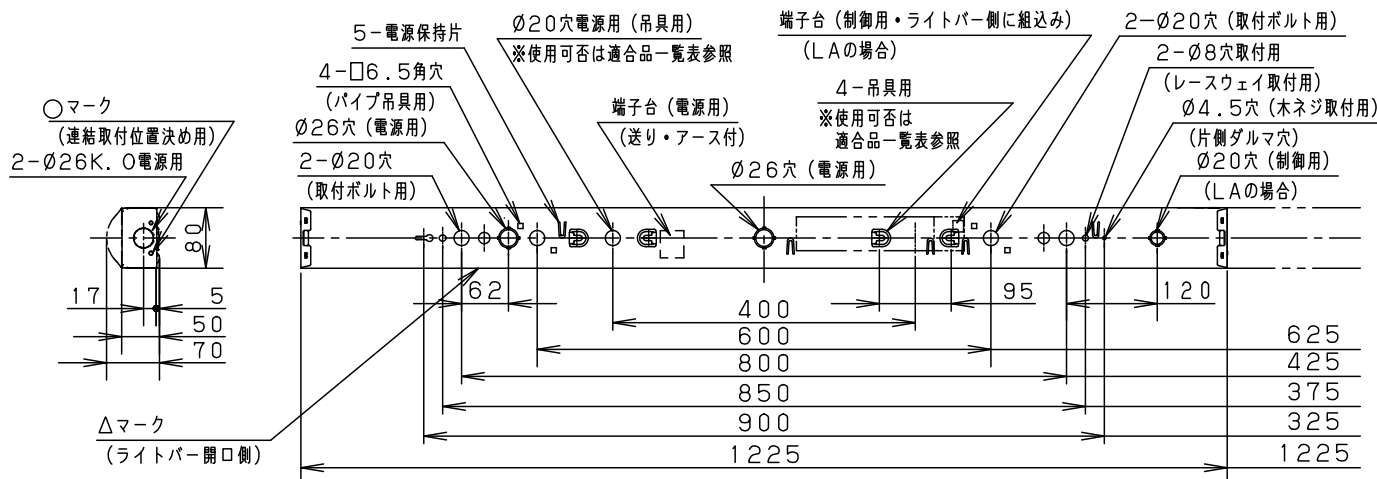 5-電源保持片
Ø20穴電源用(吊具用)
※使用可否は適合品一覧表参照
端子台(制御用・ライトバー側に組込み)
(LAの場合)
2-Ø20穴(取付ボルト用)
2-Ø8穴取付用
(レースウェイ取付用)
4-□6.5角穴
(パイプ吊具用)
4-吊具用
※使用可否は
適合品一覧表参照
○マーク
(連結取付位置決め用)
端子台(電源用)
(送り・アース付)
Ø4.5穴(木ネジ取付用)
(片側ダルマ穴)
Ø26穴(電源用)
2-Ø26K.O電源用
2-Ø20穴
(取付ボルト用)
Ø26穴(電源用)
Ø20穴(制御用)
(LAの場合)
80
17
5
62
95
120
50
400
70
600
625
800
425
850
375
△マーク
(ライトバー開口側)
900
325
1225
1225